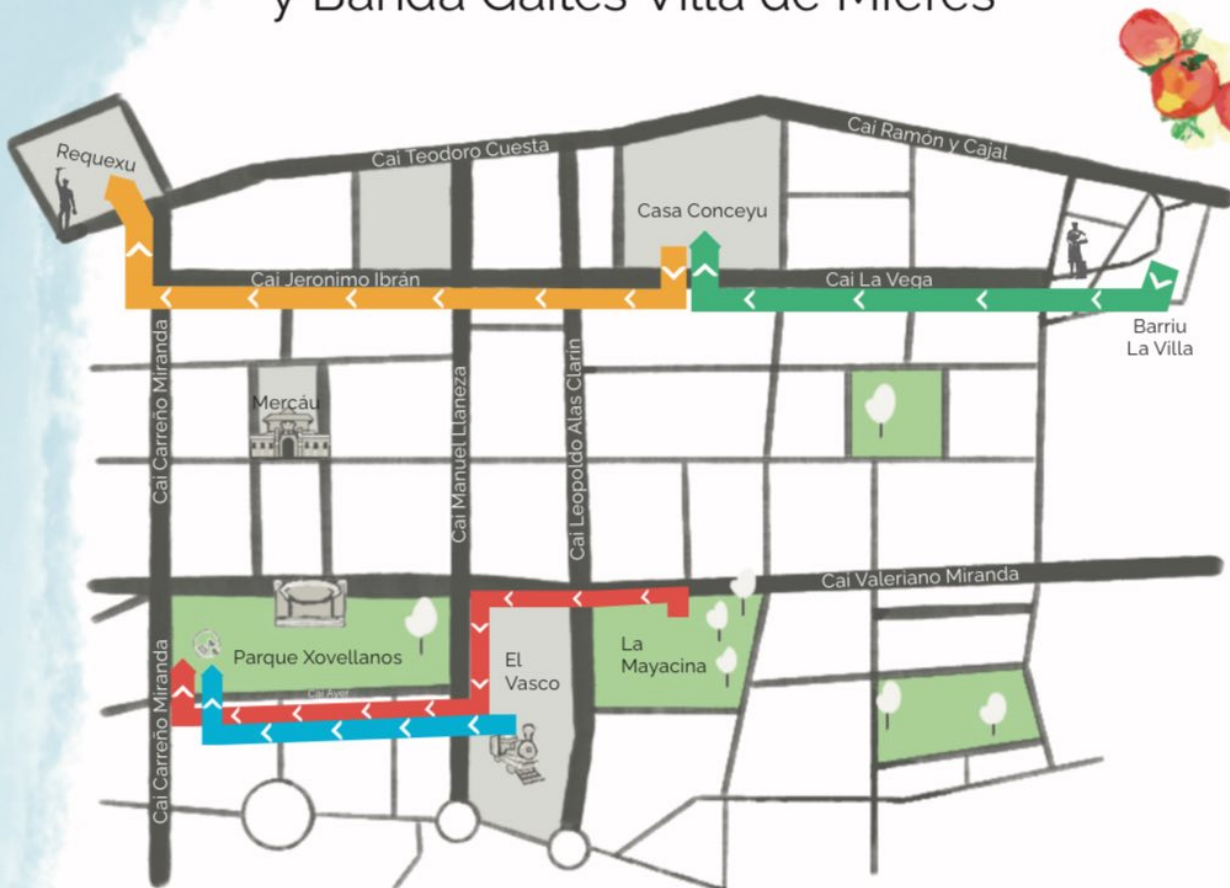 y Banda Gaites Villa de Mieres
Requexu
Cai Teodoro Cuesta
Cai Ramón y Cajal
Casa Conceyu
Cai Jeronimo Ibrán
Cai La Vega
Barriu
La Villa
Cai Carreño Miranda
Mercáu
Cai Manuel Llaneza
Cai Leopoldo Alas Clarín
Cai Valeriano Miranda
Parque Xovellanos
El
Vasco
La
Mayacina
Cai Ayer
Cai Carreño Miranda